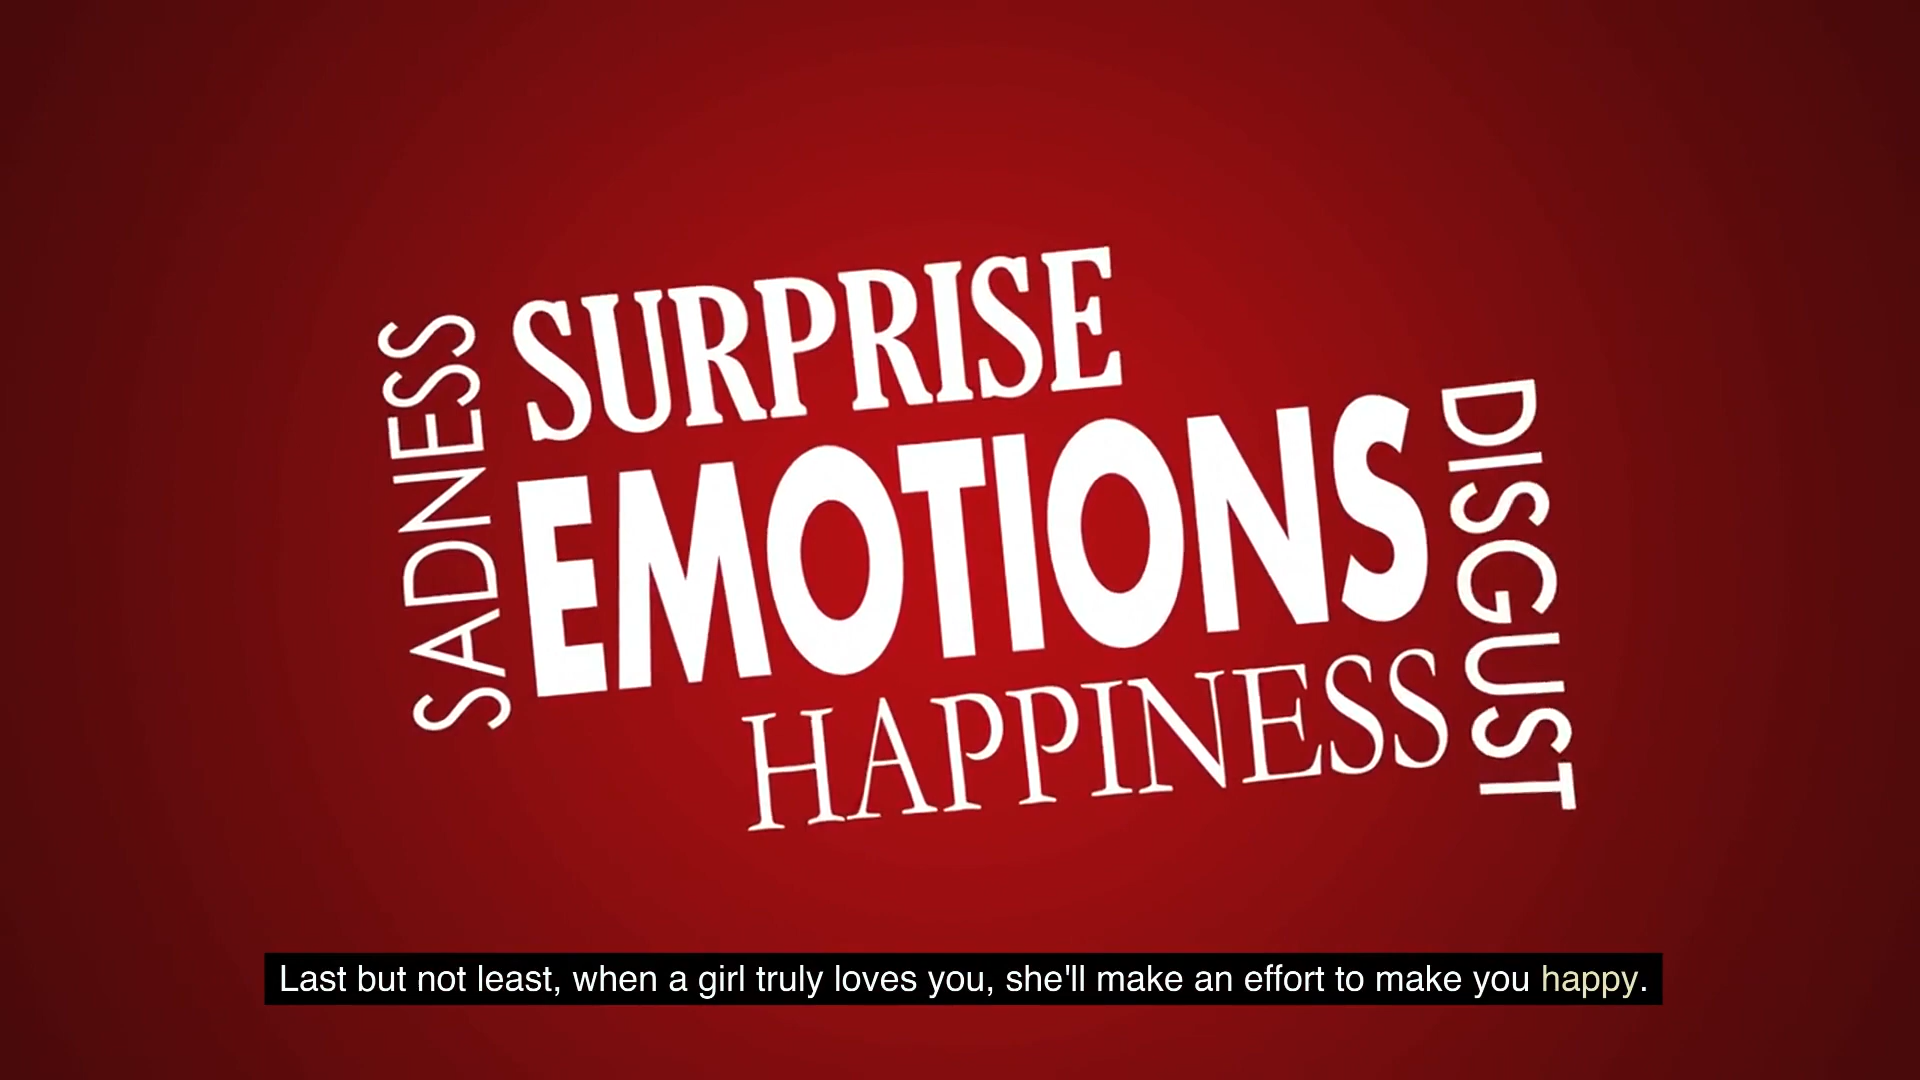 SADNESS
SURPRISE
EMOTIONS
HAPPINESS
DISGUST
Last but not least, when a girl truly loves you, she'll make an effort to make you happy.